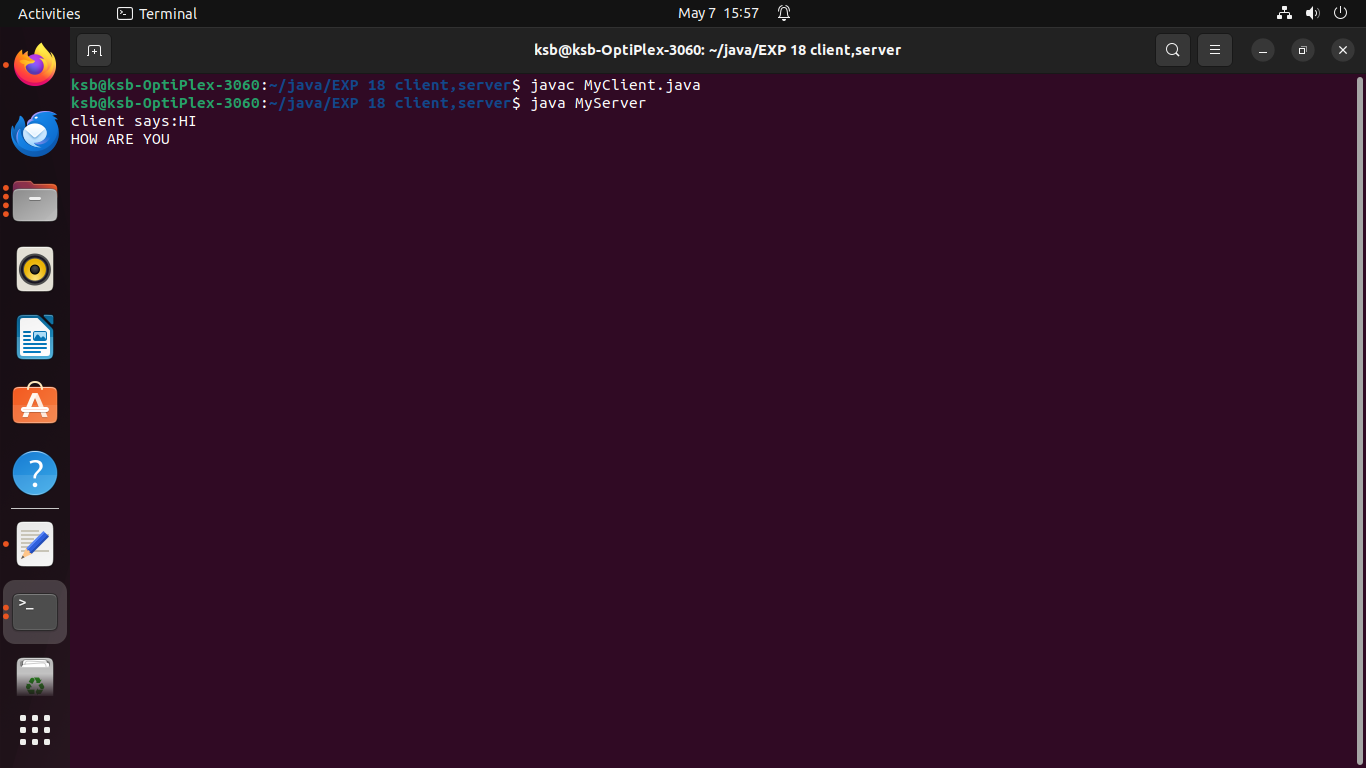 Activities
Terminal
May 7 15:57
ksb@ksb-OptiPlex-3060: ~/java/EXP 18 client,server
ksb@ksb-OptiPlex-3060:~/java/EXP 18 client,server$ javac MyClient.java
ksb@ksb-OptiPlex-3060:~/java/EXP 18 client,server$ java MyServer
client says:HI
HOW ARE YOU